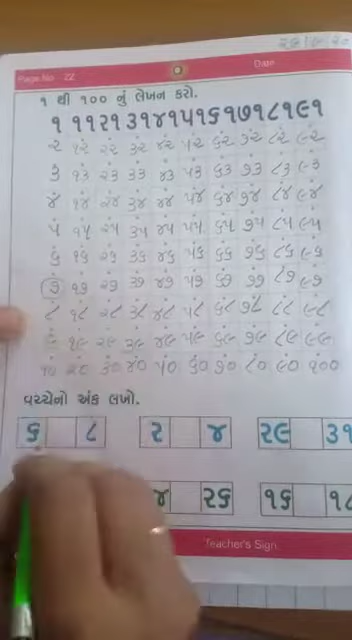 Page No. 22
Date
૧ થી ૧૦૦ નું લેખન કરો.
૧ ૧૧ ૨૧ ૩૧ ૪૧ ૫૧ ૬૧ ૭૧ ૮૧ ૯૧
૨ ૧૨ ૨૨ ૩૨ ૪૨ ૫૨ ૬૨ ૭૨ ૮૨ ૯૨
૩ ૧૩ ૨૩ ૩૩ ૪૩ ૫૩ ૬૩ ૭૩ ૮૩ ૯૩
૪ ૧૪ ૨૪ ૩૪ ૪૪ ૫૪ ૬૪ ૭૪ ૮૪ ૯૪
૫ ૧૫ ૨૫ ૩૫ ૪૫ ૫૫ ૬૫ ૭૫ ૮૫ ૯૫
૬ ૧૬ ૨૬ ૩૬ ૪૬ ૫૬ ૬૬ ૭૬ ૮૬ ૯૬
૭ ૧૭ ૨૭ ૩૭ ૪૭ ૫૭ ૬૭ ૭૭ ૮૭ ૯૭
૮ ૧૮ ૨૮ ૩૮ ૪૮ ૫૮ ૬૮ ૭૮ ૮૮ ૯૮
૯ ૧૯ ૨૯ ૩૯ ૪૯ ૫૯ ૬૯ ૭૯ ૮૯ ૯૯
૧૦ ૨૦ ૩૦ ૪૦ ૫૦ ૬૦ ૭૦ ૮૦ ૯૦ ૧૦૦
વચ્ચેનો અંક લખો.
૬ ૮ ૨ ૪ ૨૯ ૩૧
૨૬ ૧૬ ૧૮
Teacher's Sign